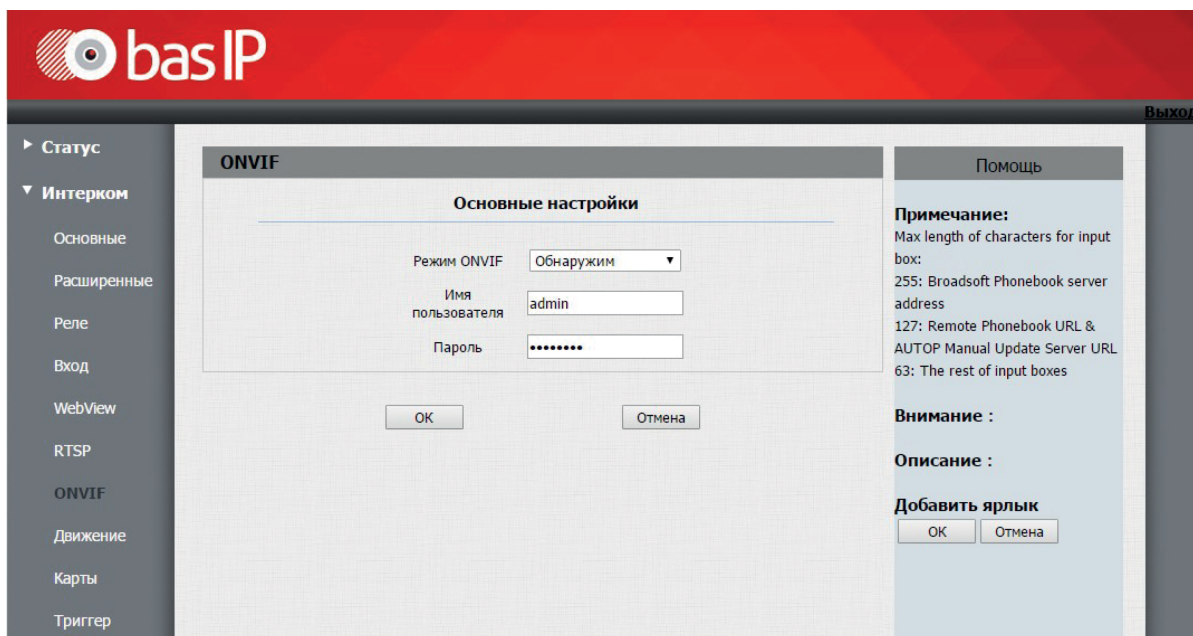 basIP
Выход
Статус
Интерком
Основные
Расширенные
Реле
Вход
WebView
RTSP
ONVIF
Движение
Карты
Триггер
ONVIF
Основные настройки
Режим ONVIF Обнаружим
Имя
пользователя admin
Пароль ••••••••
OK Отмена
Помощь
Примечание:
Max length of characters for input
box:
255: Broadsoft Phonebook server
address
127: Remote Phonebook URL &
AUTOP Manual Update Server URL
63: The rest of input boxes
Внимание :
Описание :
Добавить ярлык
OK Отмена